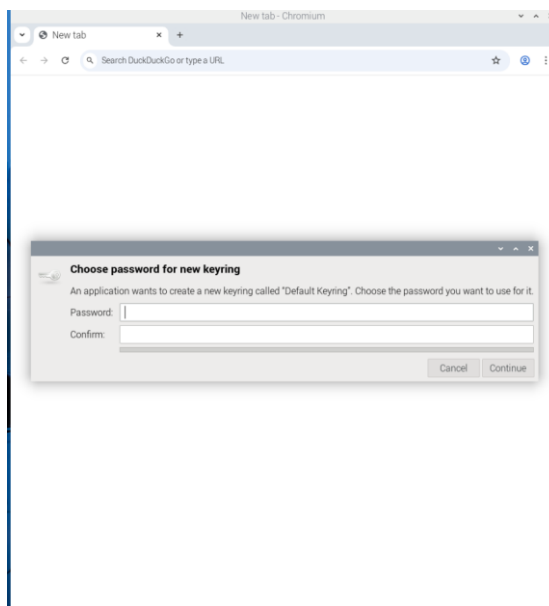 New tab - Chromium
New tab
Search DuckDuckGo or type a URL
Choose password for new keyring
An application wants to create a new keyring called "Default Keyring". Choose the password you want to use for it.
Password:
Confirm:
Cancel Continue